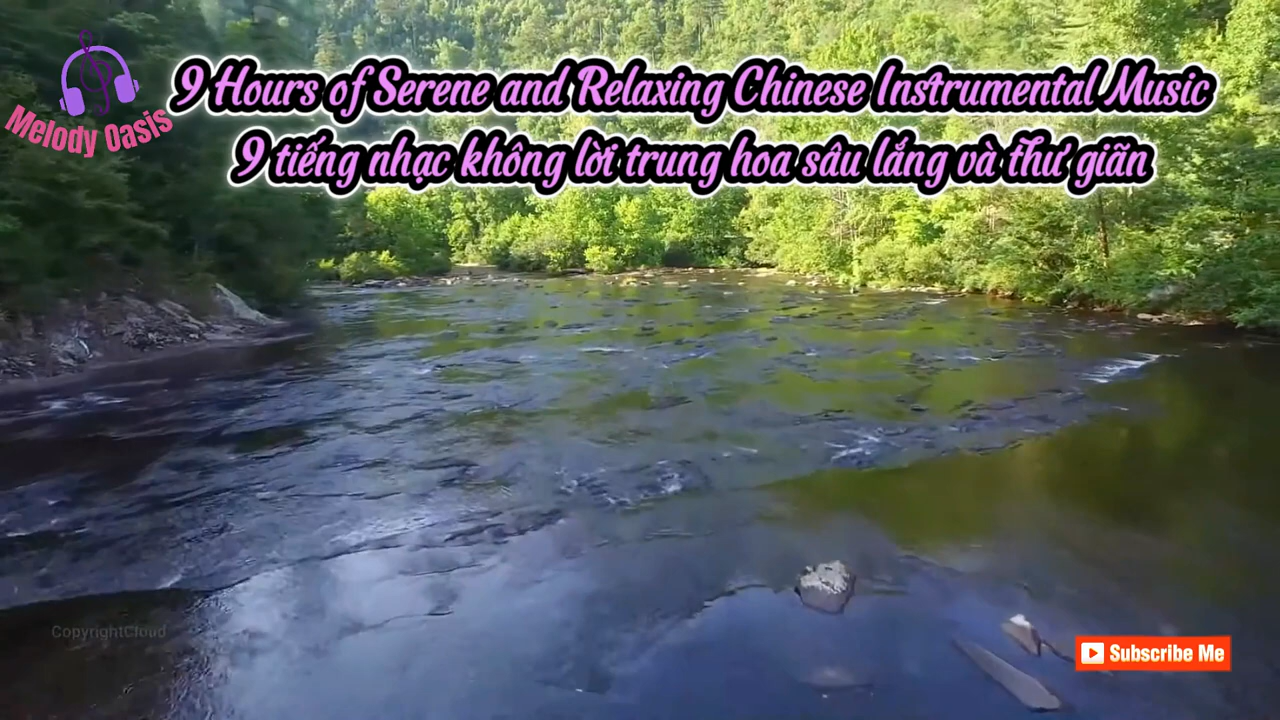 Melody Oasis
9 Hours of Serene and Relaxing Chinese Instrumental Music
9 tiếng nhạc không lời trung hoa sâu lắng và thư giãn
CopyrightCloud
Subscribe Me